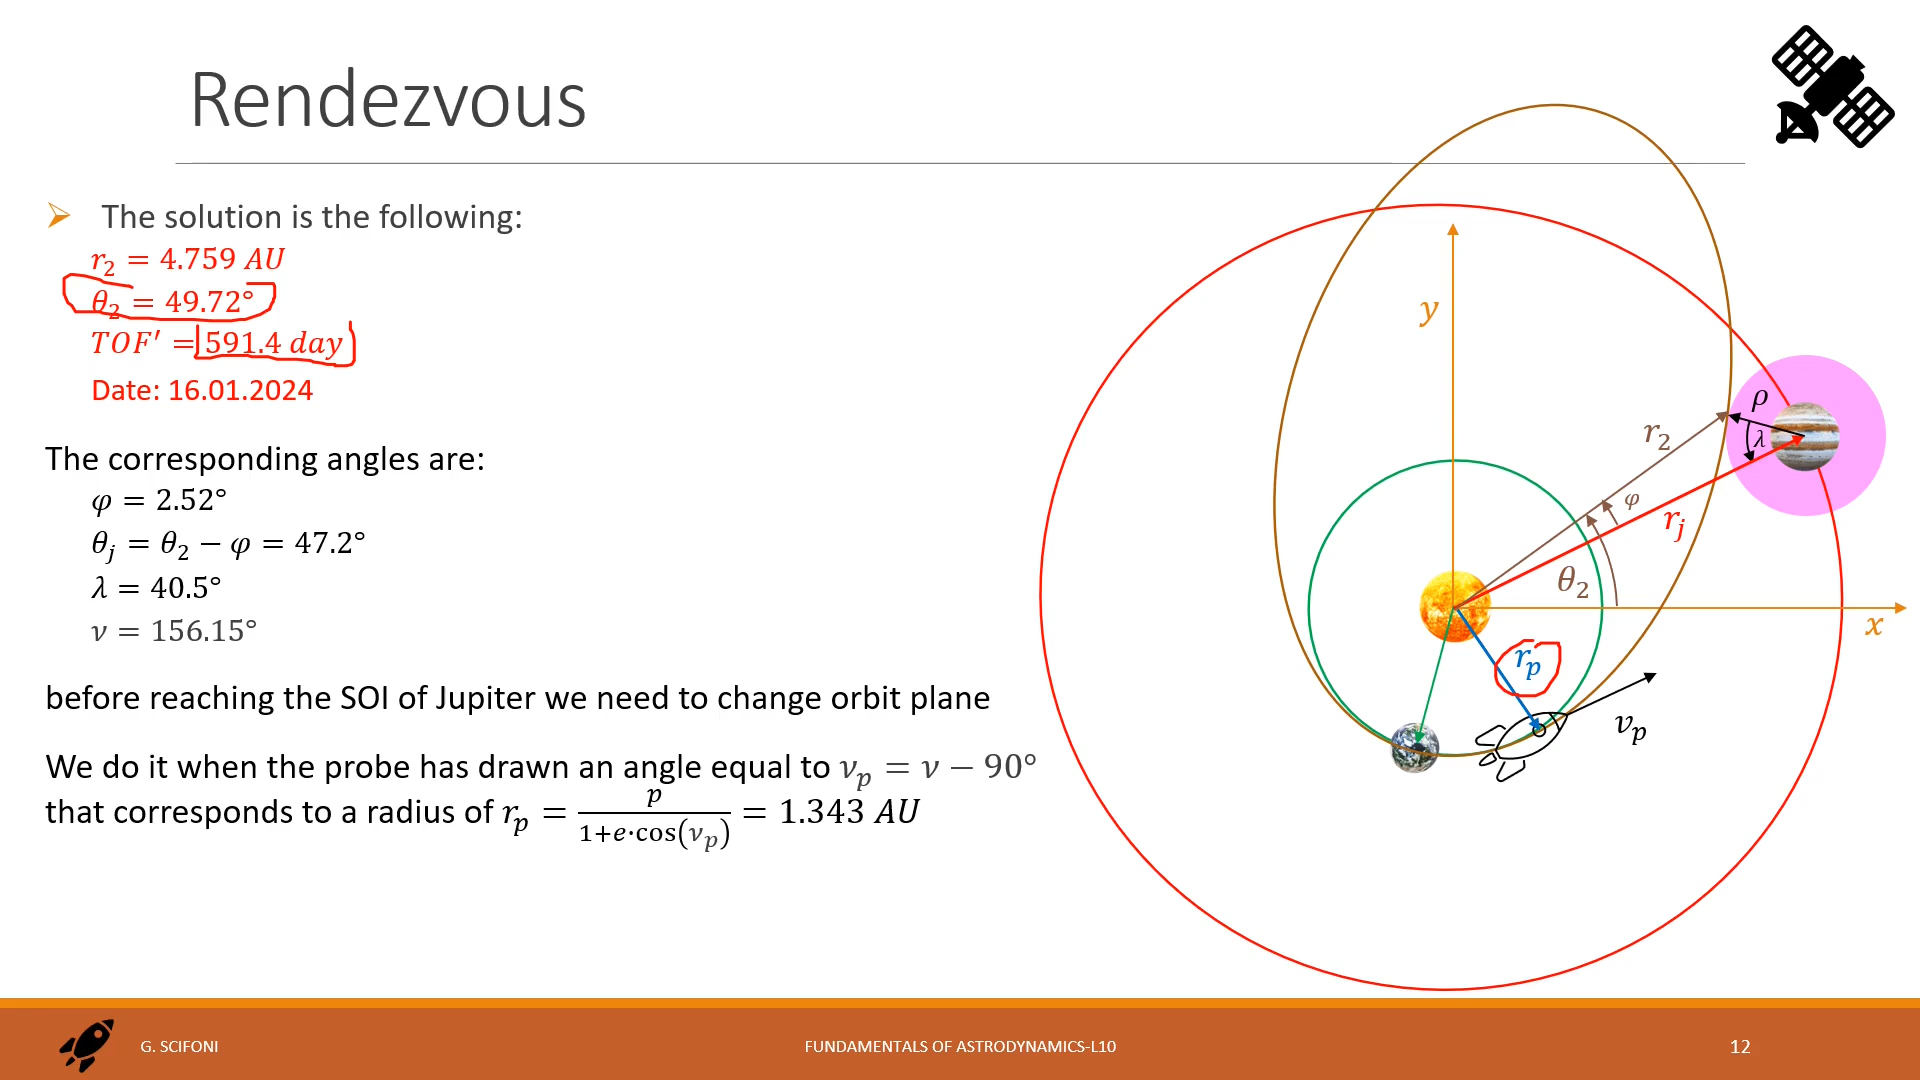 Rendezvous
The solution is the following:
r₂ = 4.759 AU
θ₂ = 49.72°
TOF′ = 591.4 day
Date: 16.01.2024
The corresponding angles are:
φ = 2.52°
θⱼ = θ₂ − φ = 47.2°
λ = 40.5°
ν = 156.15°
before reaching the SOI of Jupiter we need to change orbit plane
We do it when the probe has drawn an angle equal to νₚ = ν − 90°
that corresponds to a radius of rₚ = p / (1+e·cos(νₚ)) = 1.343 AU
y
ρ
λ
r₂
φ
rⱼ
θ₂
x
rₚ
vₚ
G. SCIFONI
FUNDAMENTALS OF ASTRODYNAMICS-L10
12